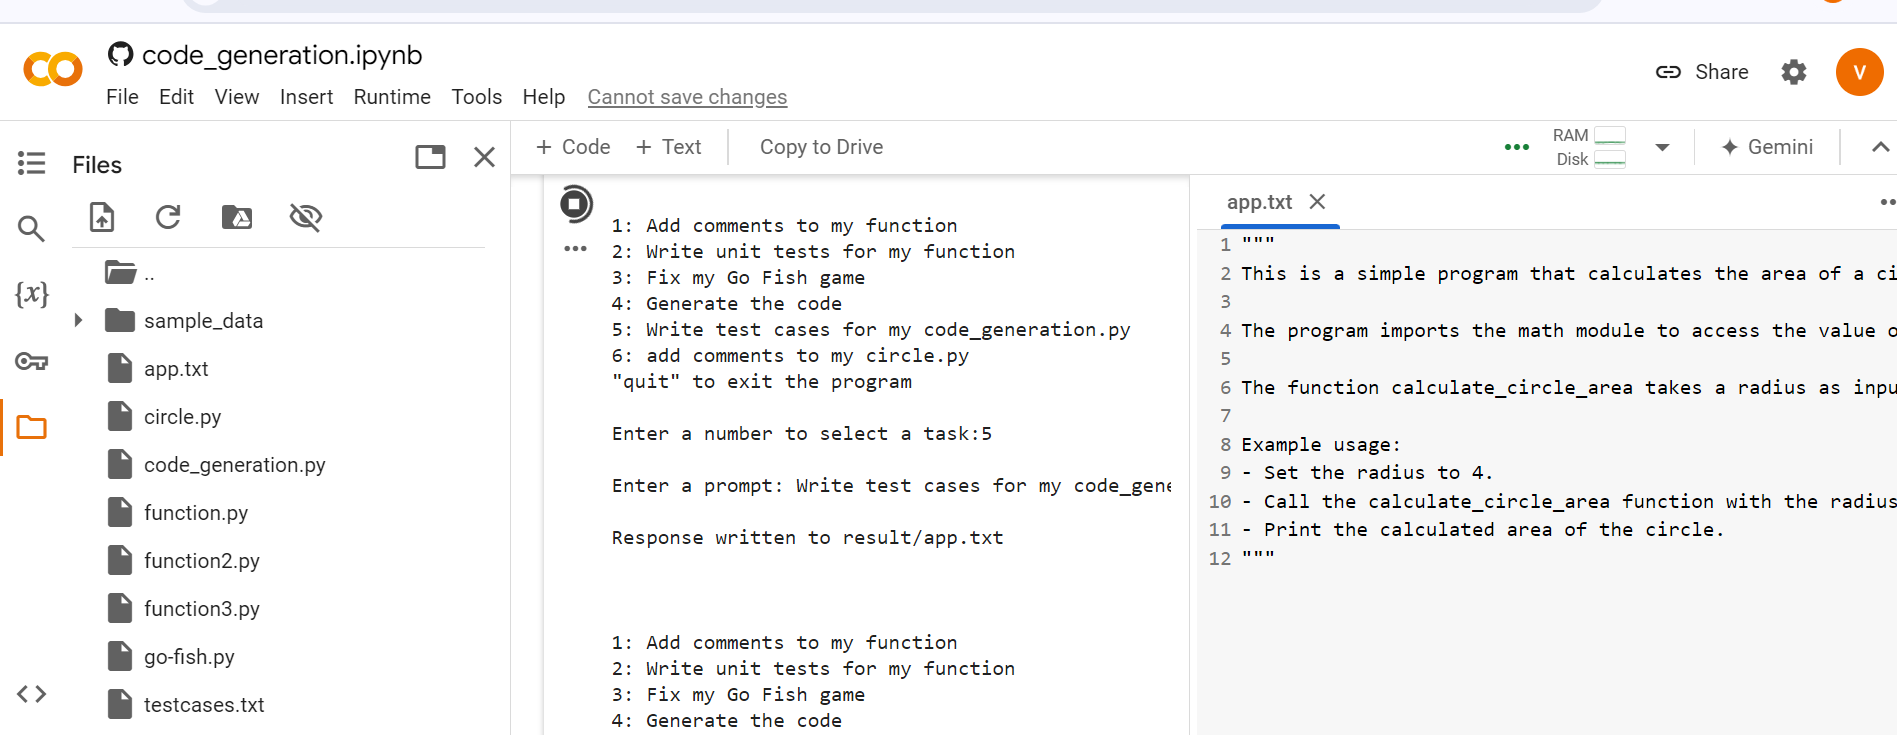 code_generation.ipynb
File Edit View Insert Runtime Tools Help Cannot save changes
Share
V
Files
+ Code + Text Copy to Drive
RAM
Disk
Gemini
..
sample_data
app.txt
circle.py
code_generation.py
function.py
function2.py
function3.py
go-fish.py
testcases.txt
{x}
1: Add comments to my function
2: Write unit tests for my function
3: Fix my Go Fish game
4: Generate the code
5: Write test cases for my code_generation.py
6: add comments to my circle.py
"quit" to exit the program
Enter a number to select a task:5
Enter a prompt: Write test cases for my code_gene
Response written to result/app.txt
1: Add comments to my function
2: Write unit tests for my function
3: Fix my Go Fish game
4: Generate the code
app.txt
1 """
2 This is a simple program that calculates the area of a ci
3
4 The program imports the math module to access the value o
5
6 The function calculate_circle_area takes a radius as inpu
7
8 Example usage:
9 - Set the radius to 4.
10 - Call the calculate_circle_area function with the radius
11 - Print the calculated area of the circle.
12 """